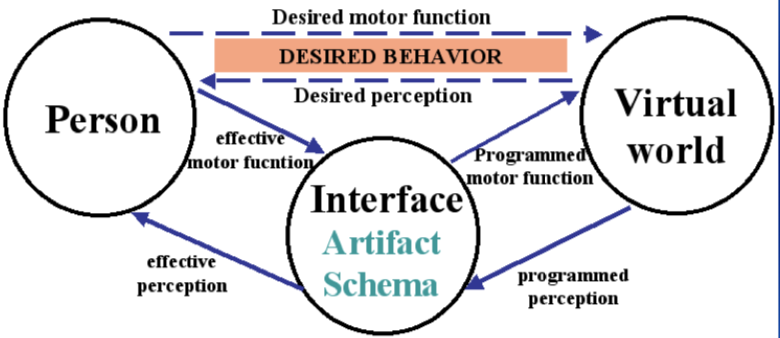 Desired motor function
DESIRED BEHAVIOR
Desired perception
Person
Virtual
world
effective
motor fucntion
Programmed
motor function
Interface
Artifact
Schema
effective
perception
programmed
perception